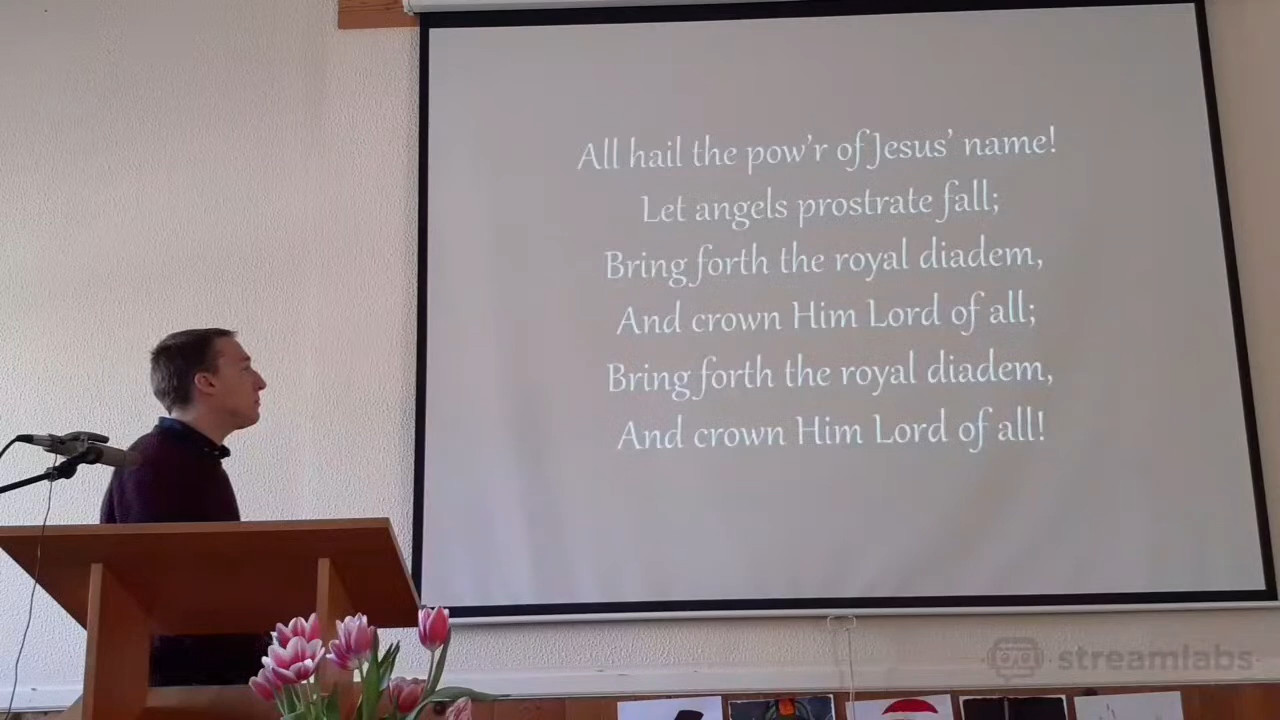 All hail the pow’r of Jesus’ name!
Let angels prostrate fall;
Bring forth the royal diadem,
And crown Him Lord of all;
Bring forth the royal diadem,
And crown Him Lord of all!
streamlabs